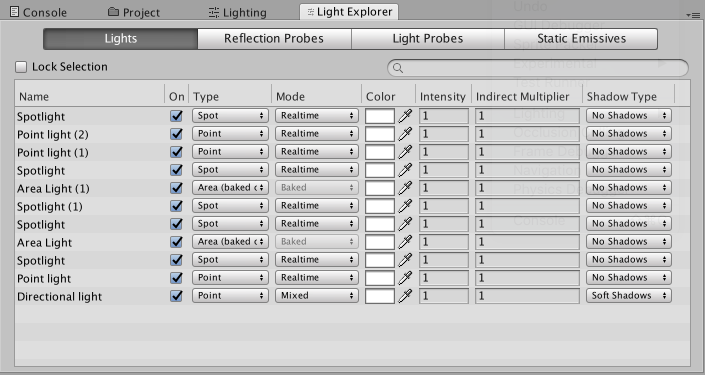 Console Project Lighting Light Explorer
Lights Reflection Probes Light Probes Static Emissives
Lock Selection
Name On Type Mode Color Intensity Indirect Multiplier Shadow Type
Spotlight Spot Realtime 1 1 No Shadows
Point light (2) Point Realtime 1 1 No Shadows
Point light (1) Point Realtime 1 1 No Shadows
Spotlight Spot Realtime 1 1 No Shadows
Area Light (1) Area (baked Baked 1 1 No Shadows
Spotlight (1) Spot Realtime 1 1 No Shadows
Spotlight Spot Realtime 1 1 No Shadows
Area Light Area (baked Baked 1 1 No Shadows
Spotlight Spot Realtime 1 1 No Shadows
Point light Point Realtime 1 1 No Shadows
Directional light Point Mixed 1 1 Soft Shadows